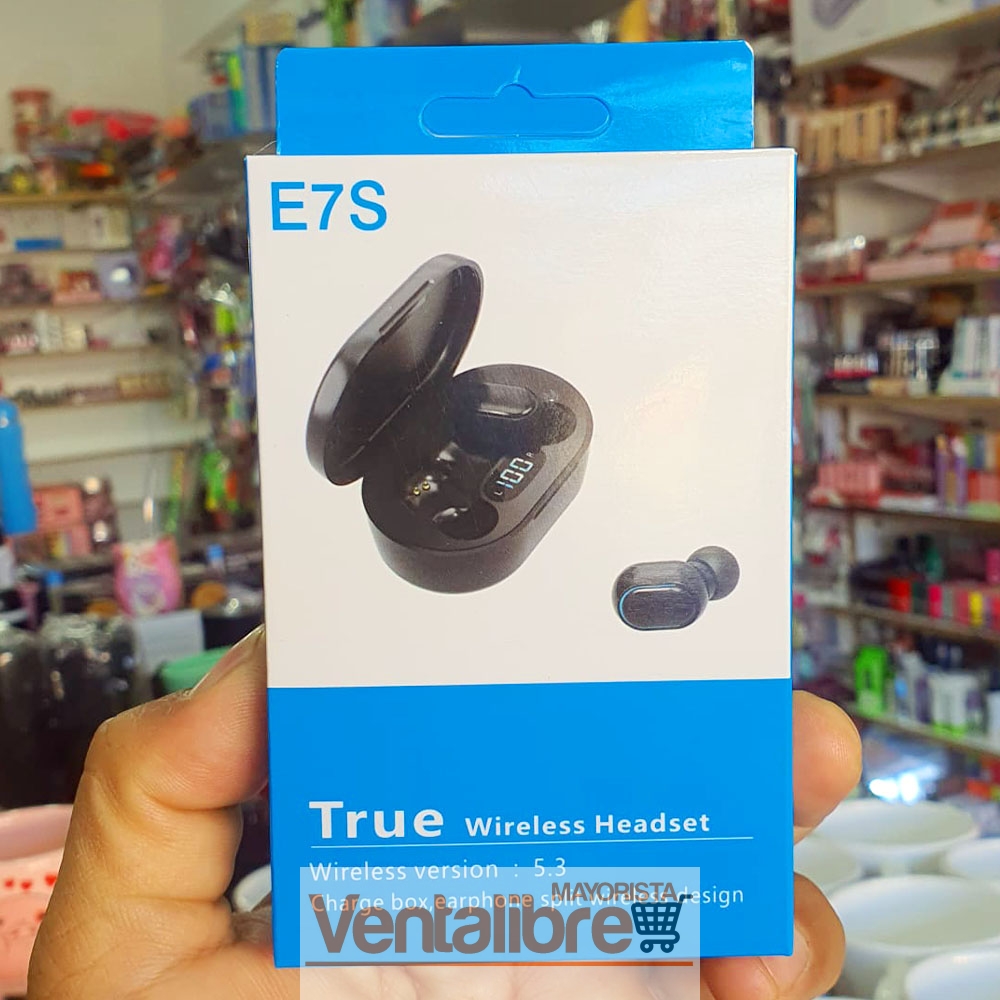 E7S
L 100 R
True Wireless Headset
Wireless version : 5.3
Charge box,earphone split wireless design
MAYORISTA
Ventalibre